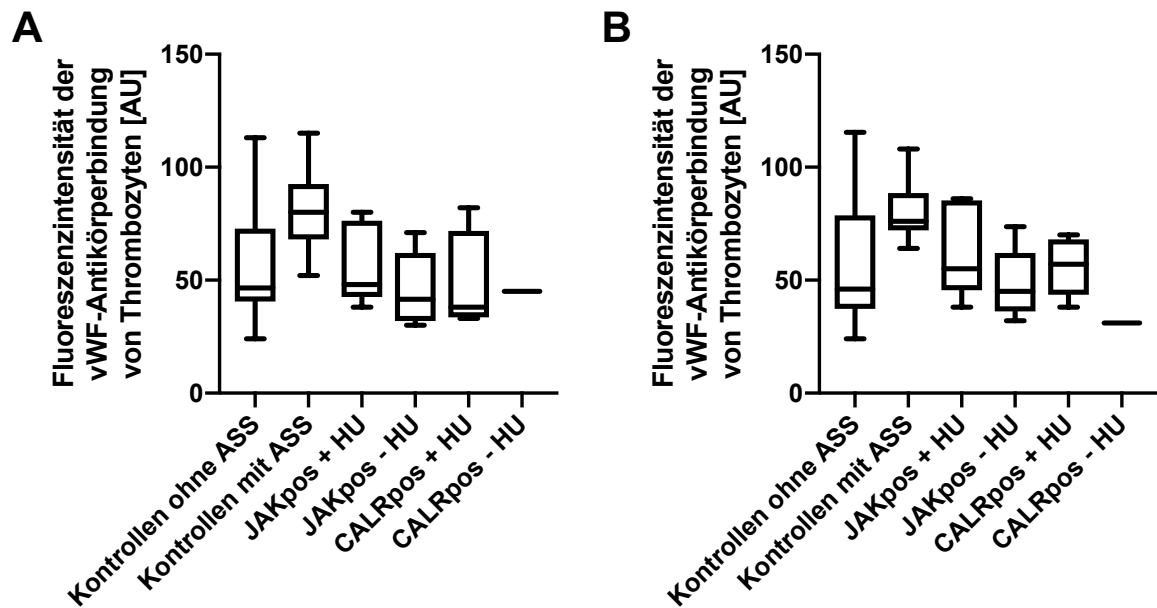 A
Fluoreszenzintensität der
vWF-Antikörperbindung
von Thrombozyten [AU]
150
100
50
0
Kontrollen ohne ASS
Kontrollen mit ASS
JAKpos + HU
JAKpos - HU
CALRpos + HU
CALRpos - HU
B
Fluoreszenzintensität der
vWF-Antikörperbindung
von Thrombozyten [AU]
150
100
50
0
Kontrollen ohne ASS
Kontrollen mit ASS
JAKpos + HU
JAKpos - HU
CALRpos + HU
CALRpos - HU